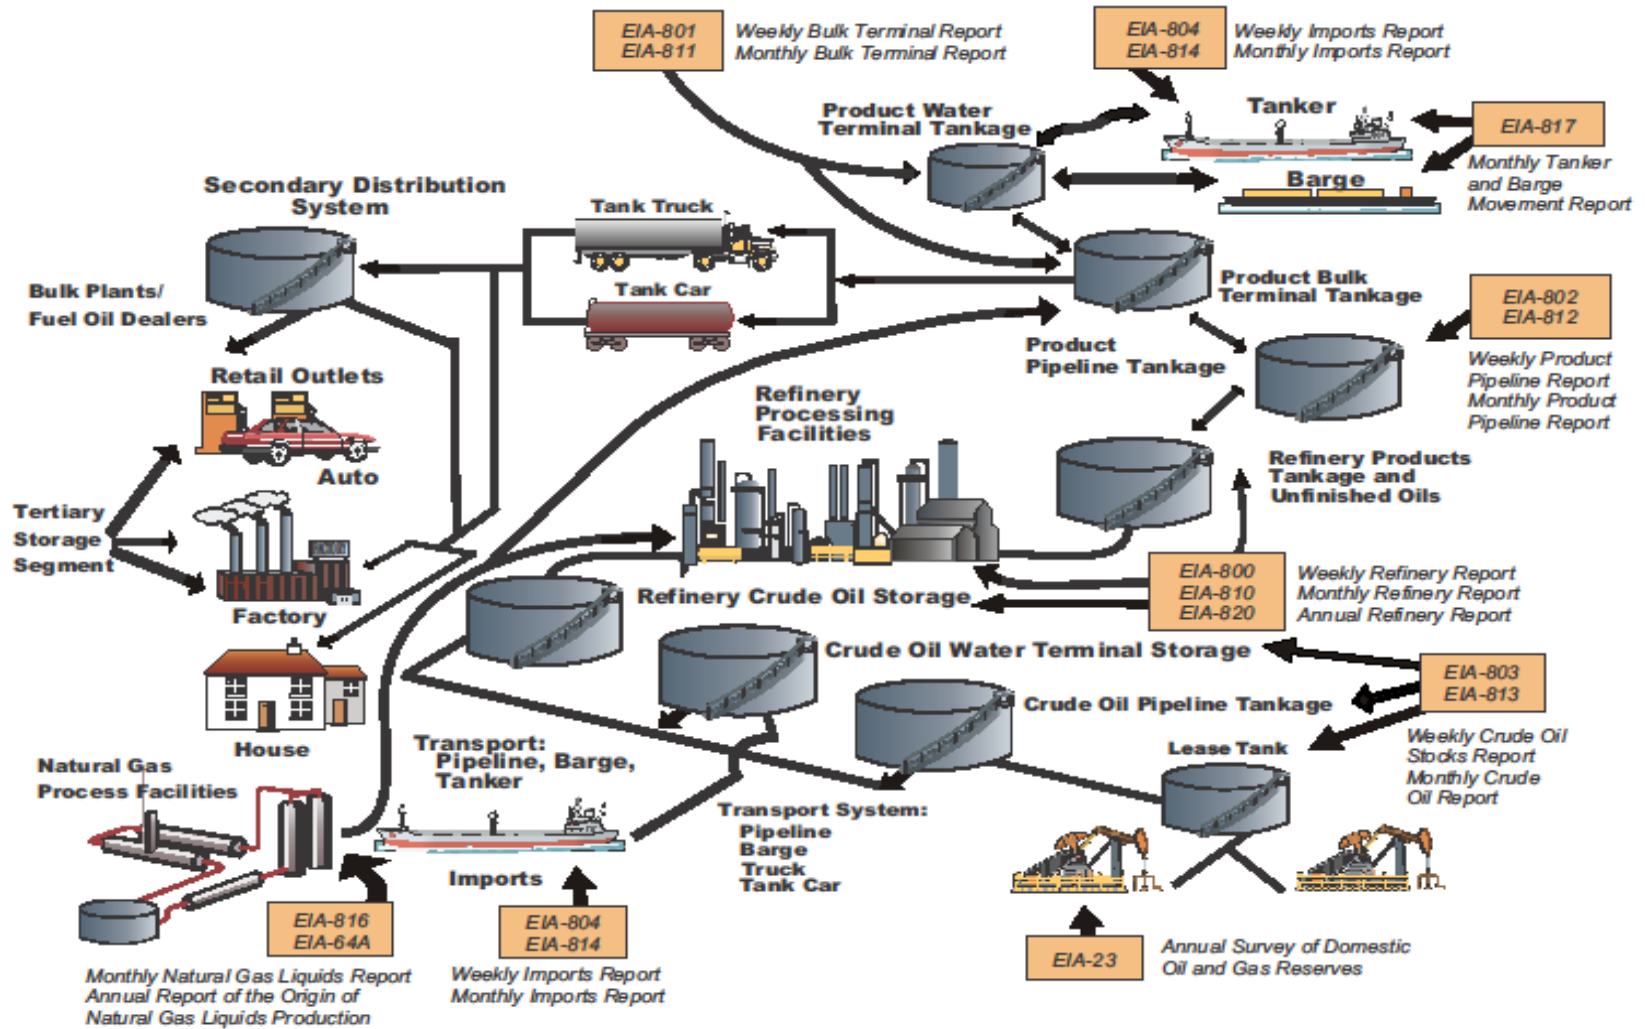 EIA-801
EIA-811
Weekly Bulk Terminal Report
Monthly Bulk Terminal Report
EIA-804
EIA-814
Weekly Imports Report
Monthly Imports Report
Product Water
Terminal Tankage
Tanker
EIA-817
Monthly Tanker
and Barge
Movement Report
Barge
Secondary Distribution
System
Tank Truck
Tank Car
Bulk Plants/
Fuel Oil Dealers
Product Bulk
Terminal Tankage
EIA-802
EIA-812
Weekly Product
Pipeline Report
Monthly Product
Pipeline Report
Product
Pipeline Tankage
Retail Outlets
Auto
Refinery
Processing
Facilities
Refinery Products
Tankage and
Unfinished Oils
Tertiary
Storage
Segment
Factory
Refinery Crude Oil Storage
EIA-800
EIA-810
EIA-820
Weekly Refinery Report
Monthly Refinery Report
Annual Refinery Report
Crude Oil Water Terminal Storage
EIA-803
EIA-813
Crude Oil Pipeline Tankage
Weekly Crude Oil
Stocks Report
Monthly Crude
Oil Report
Lease Tank
House
Transport:
Pipeline, Barge,
Tanker
Natural Gas
Process Facilities
Transport System:
Pipeline
Barge
Truck
Tank Car
Imports
EIA-816
EIA-64A
Monthly Natural Gas Liquids Report
Annual Report of the Origin of
Natural Gas Liquids Production
EIA-804
EIA-814
Weekly Imports Report
Monthly Imports Report
EIA-23
Annual Survey of Domestic
Oil and Gas Reserves